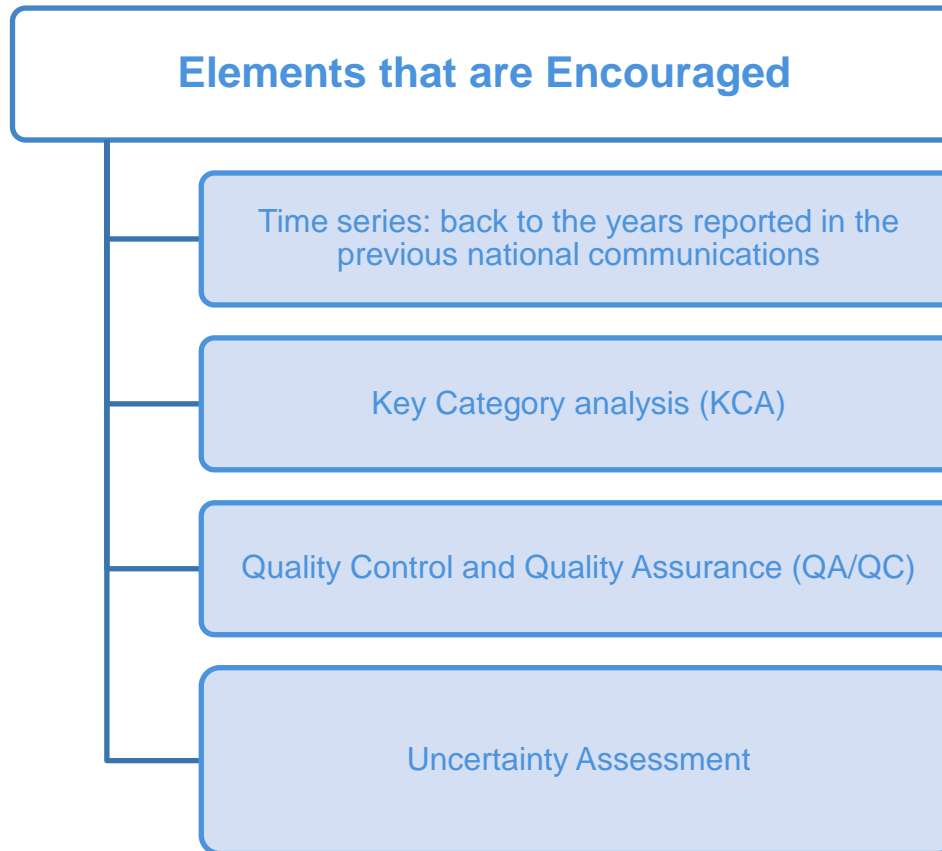 Elements that are Encouraged
Time series: back to the years reported in the
previous national communications
Key Category analysis (KCA)
Quality Control and Quality Assurance (QA/QC)
Uncertainty Assessment